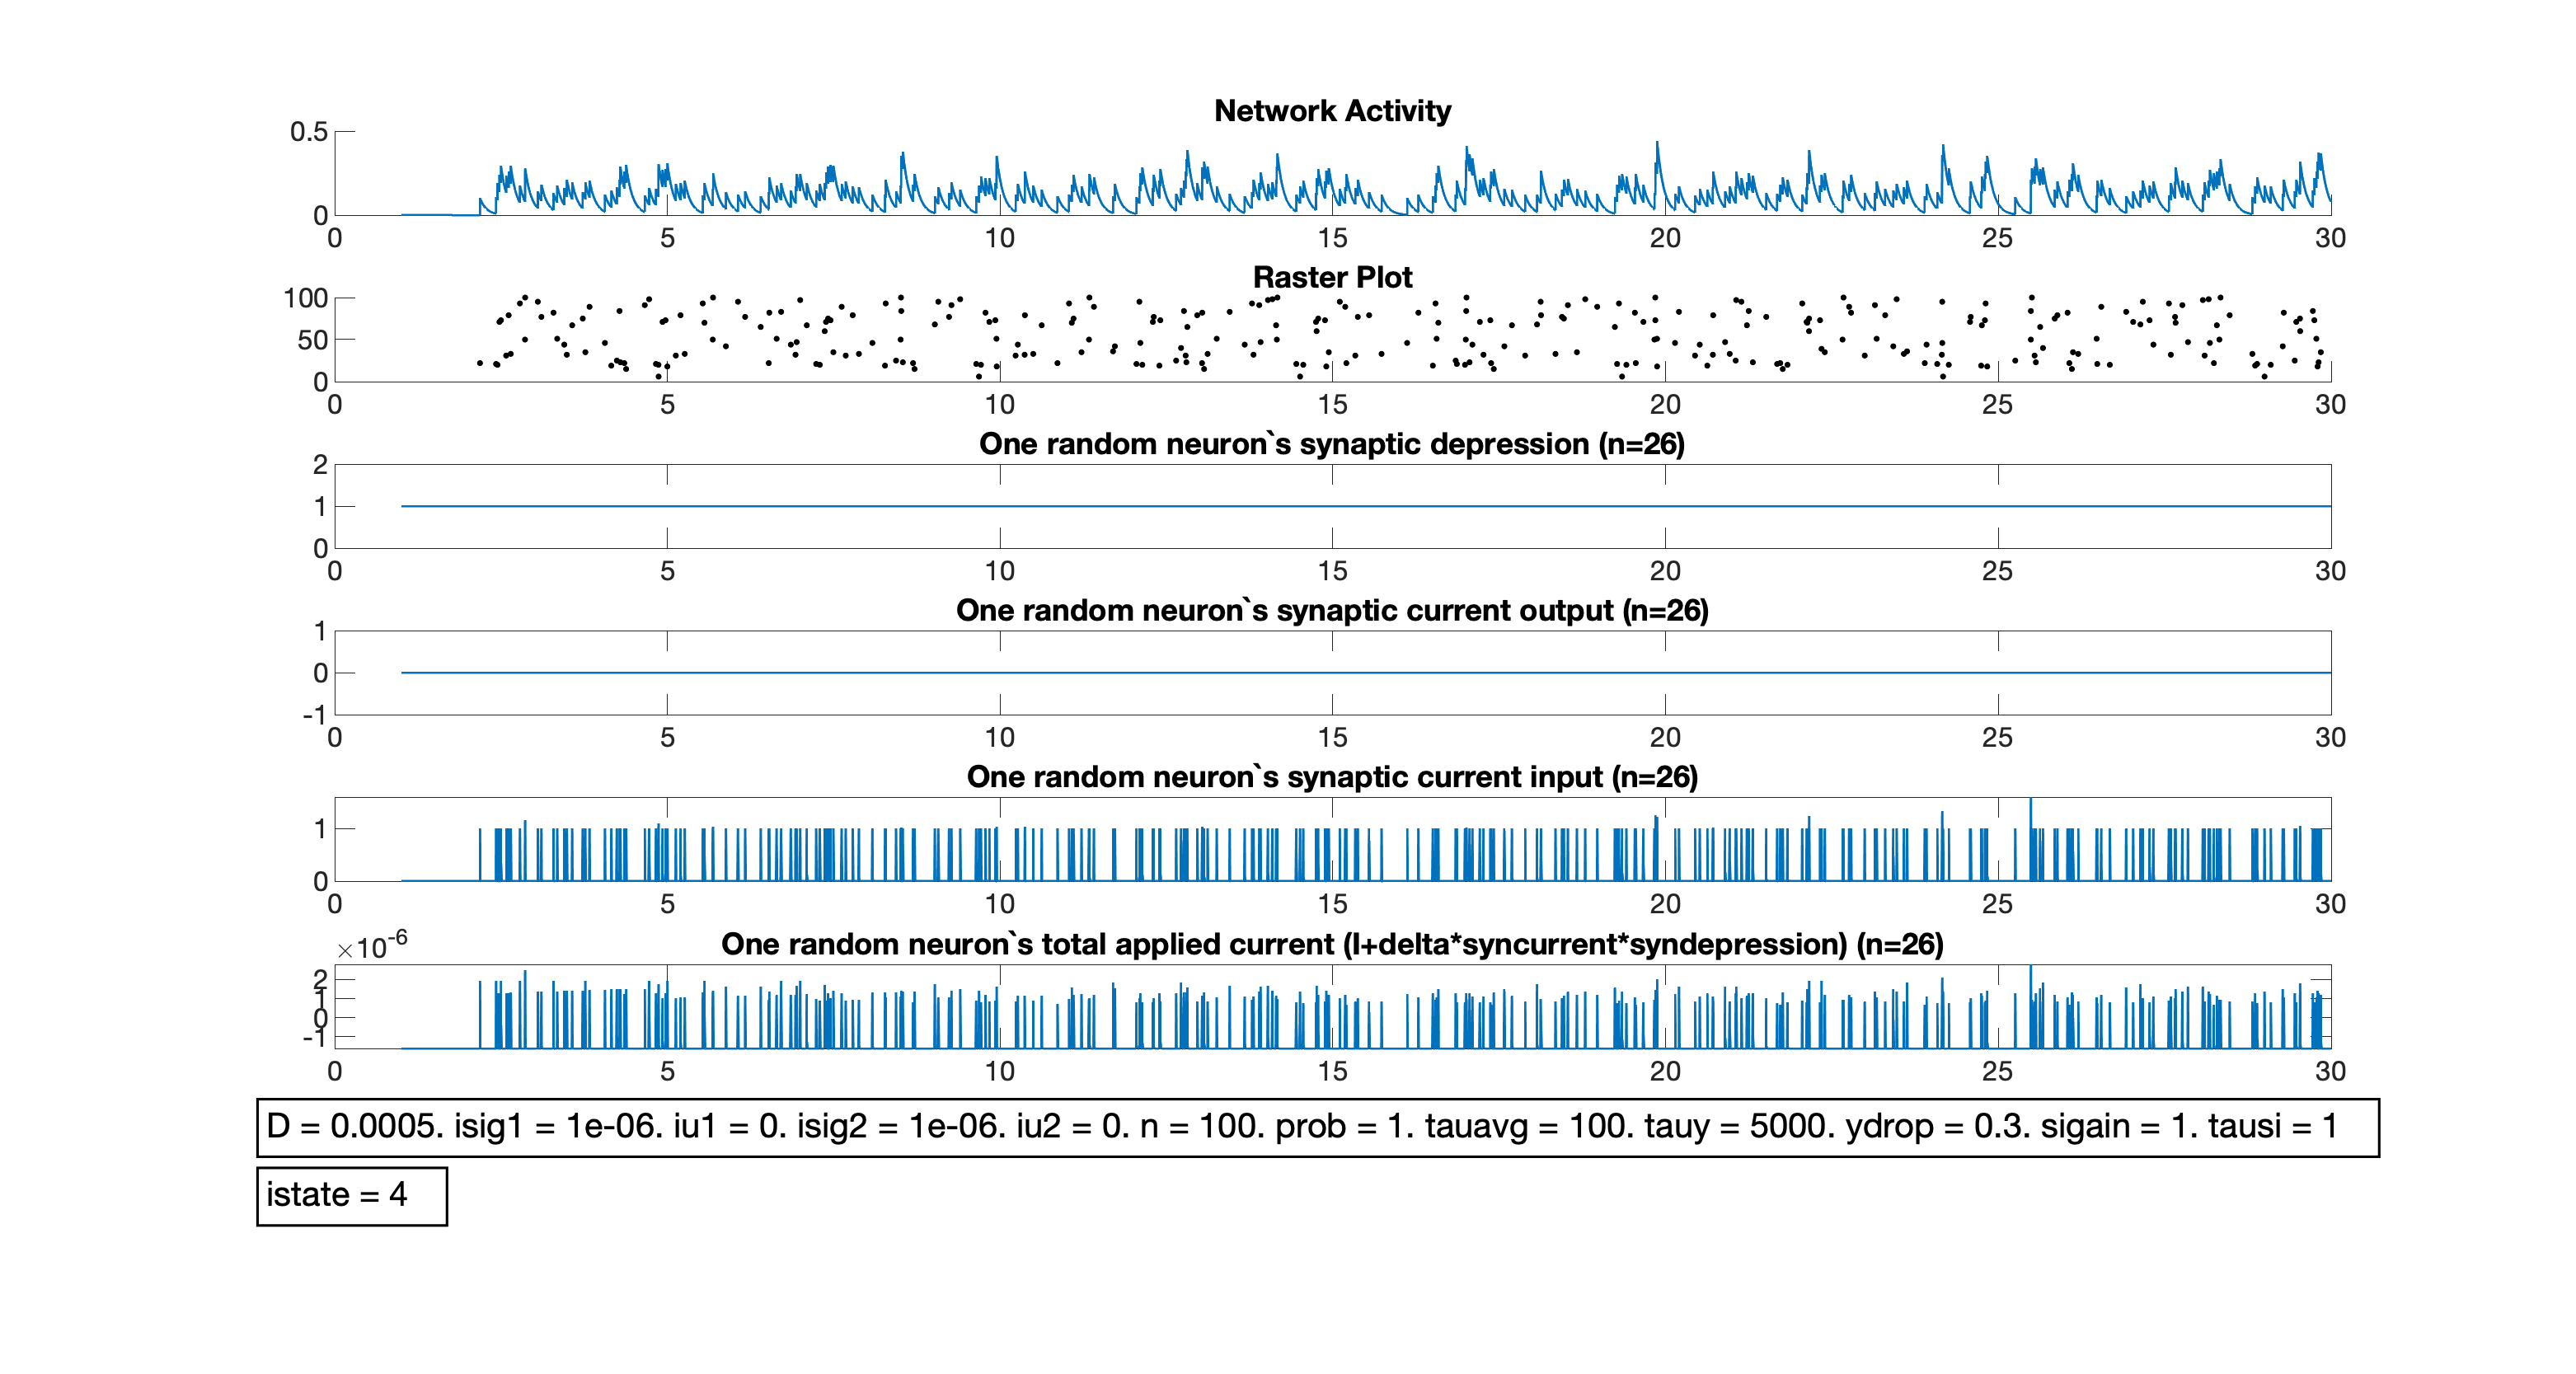 Network Activity
0.5
0
0 5 10 15 20 25 30
Raster Plot
100
50
0
0 5 10 15 20 25 30
One random neuron`s synaptic depression (n=26)
2
1
0
0 5 10 15 20 25 30
One random neuron`s synaptic current output (n=26)
1
0
-1
0 5 10 15 20 25 30
One random neuron`s synaptic current input (n=26)
1
0
0 5 10 15 20 25 30
×10-6
One random neuron`s total applied current (I+delta*syncurrent*syndepression) (n=26)
2
1
0
-1
0 5 10 15 20 25 30
D = 0.0005. isig1 = 1e-06. iu1 = 0. isig2 = 1e-06. iu2 = 0. n = 100. prob = 1. tauavg = 100. tauy = 5000. ydrop = 0.3. sigain = 1. tausi = 1
istate = 4